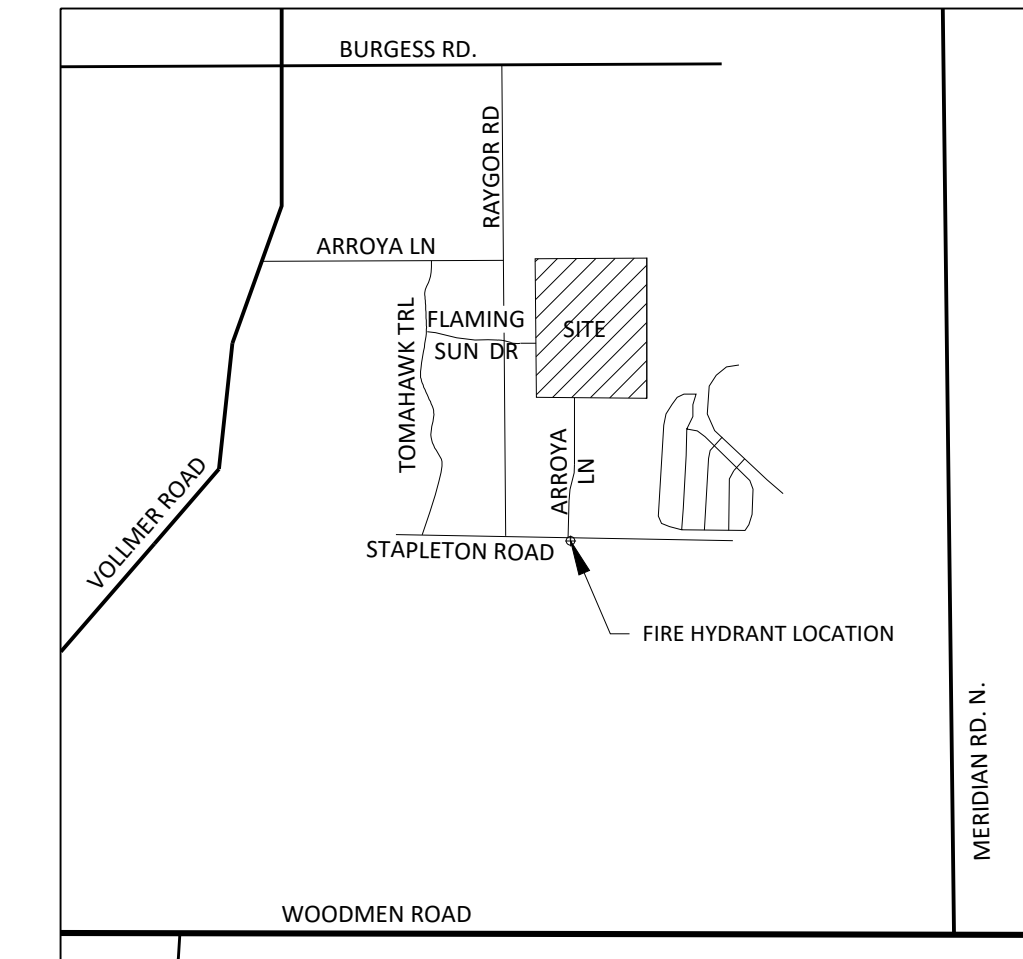 BURGESS RD.
RAYGOR RD
ARROYA LN
TOMAHAWK TRL
FLAMING
SUN DR
SITE
ARROYA
LN
VOLLMER ROAD
STAPLETON ROAD
FIRE HYDRANT LOCATION
MERIDIAN RD. N.
WOODMEN ROAD